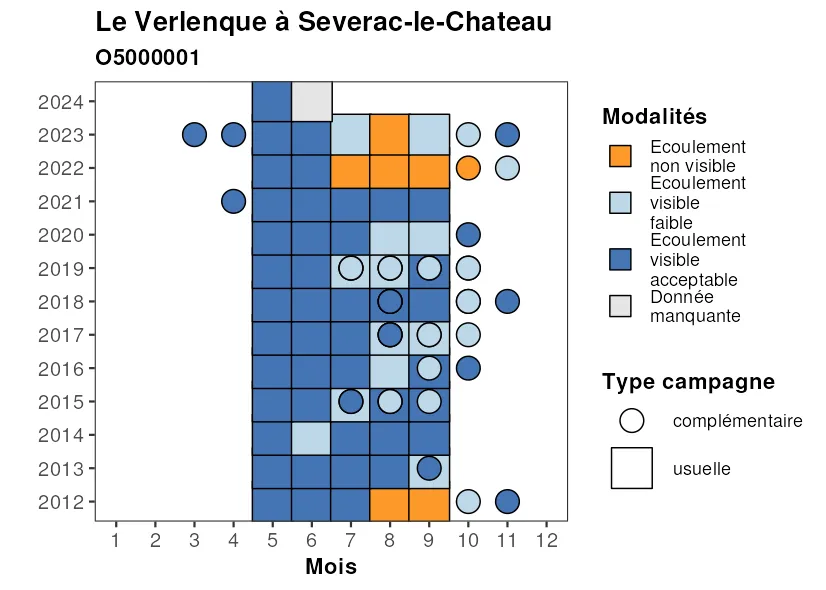 Le Verlenque à Severac-le-Chateau
O5000001
2024
2023
2022
2021
2020
2019
2018
2017
2016
2015
2014
2013
2012
1 2 3 4 5 6 7 8 9 10 11 12
Mois
Modalités
Ecoulement
non visible
Ecoulement
visible
faible
Ecoulement
visible
acceptable
Donnée
manquante
Type campagne
complémentaire
usuelle